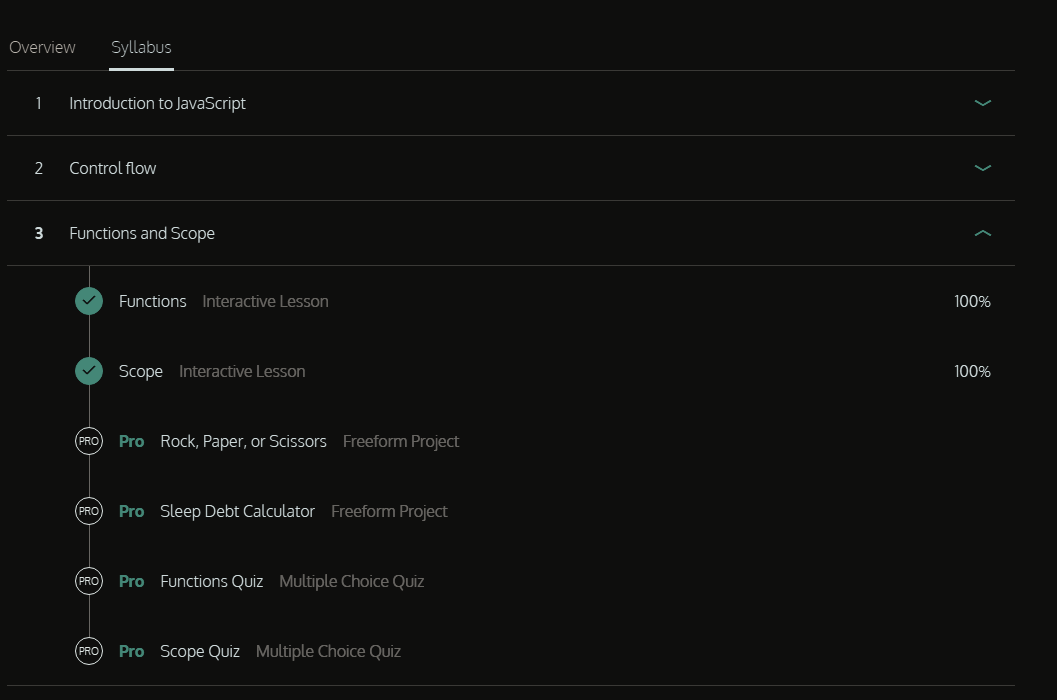 Overview Syllabus
1 Introduction to JavaScript
2 Control flow
3 Functions and Scope
Functions Interactive Lesson 100%
Scope Interactive Lesson 100%
PRO Pro Rock, Paper, or Scissors Freeform Project
PRO Pro Sleep Debt Calculator Freeform Project
PRO Pro Functions Quiz Multiple Choice Quiz
PRO Pro Scope Quiz Multiple Choice Quiz